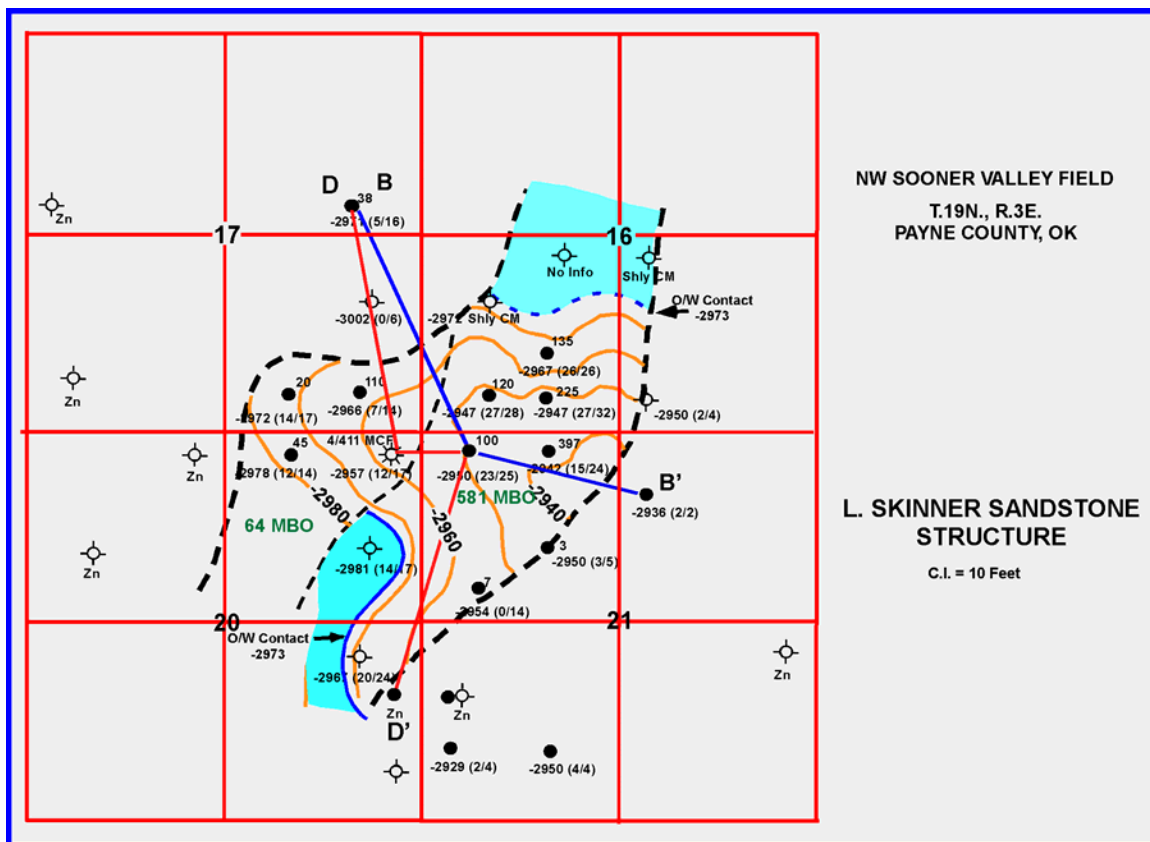 D
B
38
-2971 (5/16)
Zn
17
16
No Info
Shly CM
O/W Contact
-2973
-3002 (0/6)
-2972 Shly CM
135
-2967 (26/26)
Zn
20
-2972 (14/17)
110
-2966 (7/14)
120
-2947 (27/28)
225
-2947 (27/32)
-2950 (2/4)
Zn
45
-2978 (12/14)
4/411 MCF
-2957 (12/17)
100
-2950 (23/25)
397
-2942 (15/24)
B'
-2936 (2/2)
581 MBO
64 MBO
-2980
-2960
-2940
Zn
-2981 (14/17)
3
-2950 (3/5)
7
-2954 (0/14)
20
21
O/W Contact
-2973
(20/24)
Zn
Zn
Zn
D'
-2929 (2/4)
-2950 (4/4)
NW SOONER VALLEY FIELD
T.19N., R.3E.
PAYNE COUNTY, OK
L. SKINNER SANDSTONE
STRUCTURE
C.I. = 10 Feet